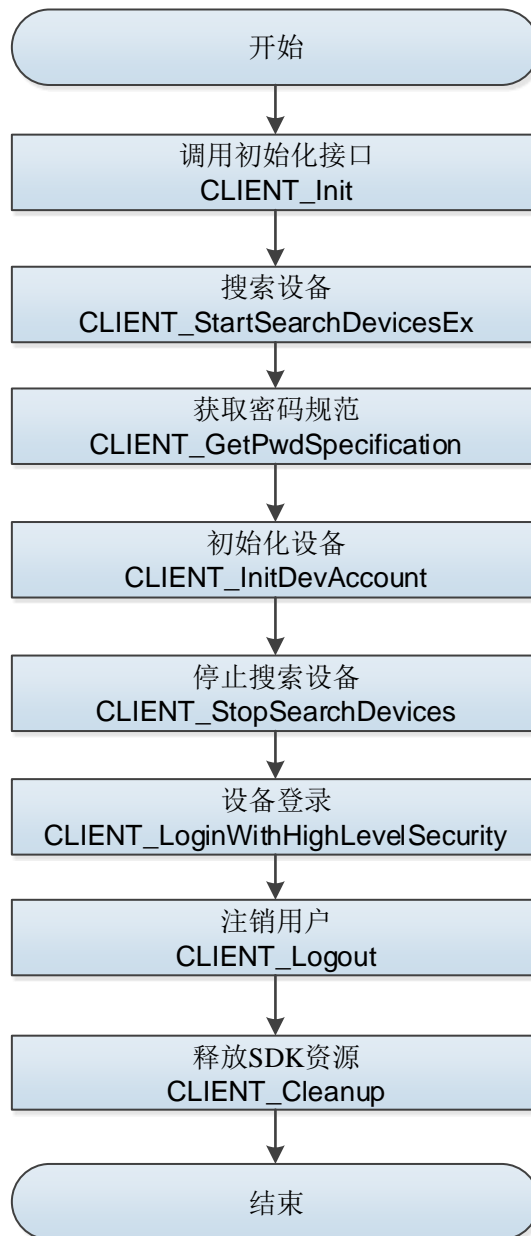 开始
调用初始化接口
CLIENT_Init
搜索设备
CLIENT_StartSearchDevicesEx
获取密码规范
CLIENT_GetPwdSpecification
初始化设备
CLIENT_InitDevAccount
停止搜索设备
CLIENT_StopSearchDevices
设备登录
CLIENT_LoginWithHighLevelSecurity
注销用户
CLIENT_Logout
释放SDK资源
CLIENT_Cleanup
结束